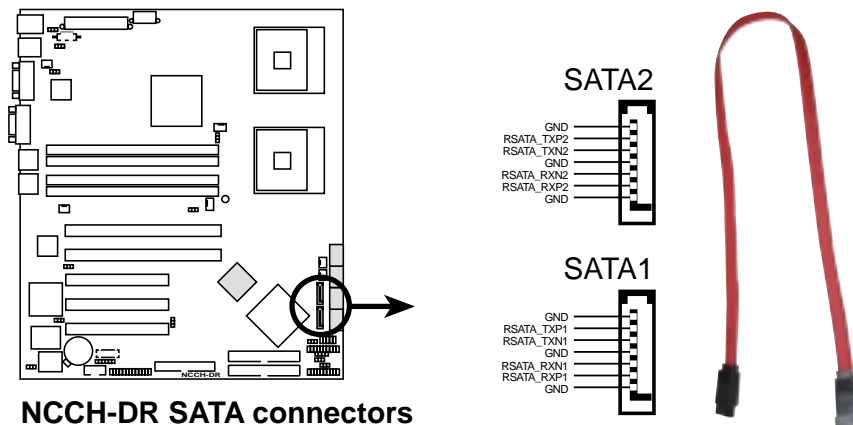 SATA2
GND
RSATA_TXP2
RSATA_TXN2
GND
RSATA_RXN2
RSATA_RXP2
GND
SATA1
GND
RSATA_TXP1
RSATA_TXN1
GND
RSATA_RXN1
RSATA_RXP1
GND
NCCH-DR
NCCH-DR SATA connectors